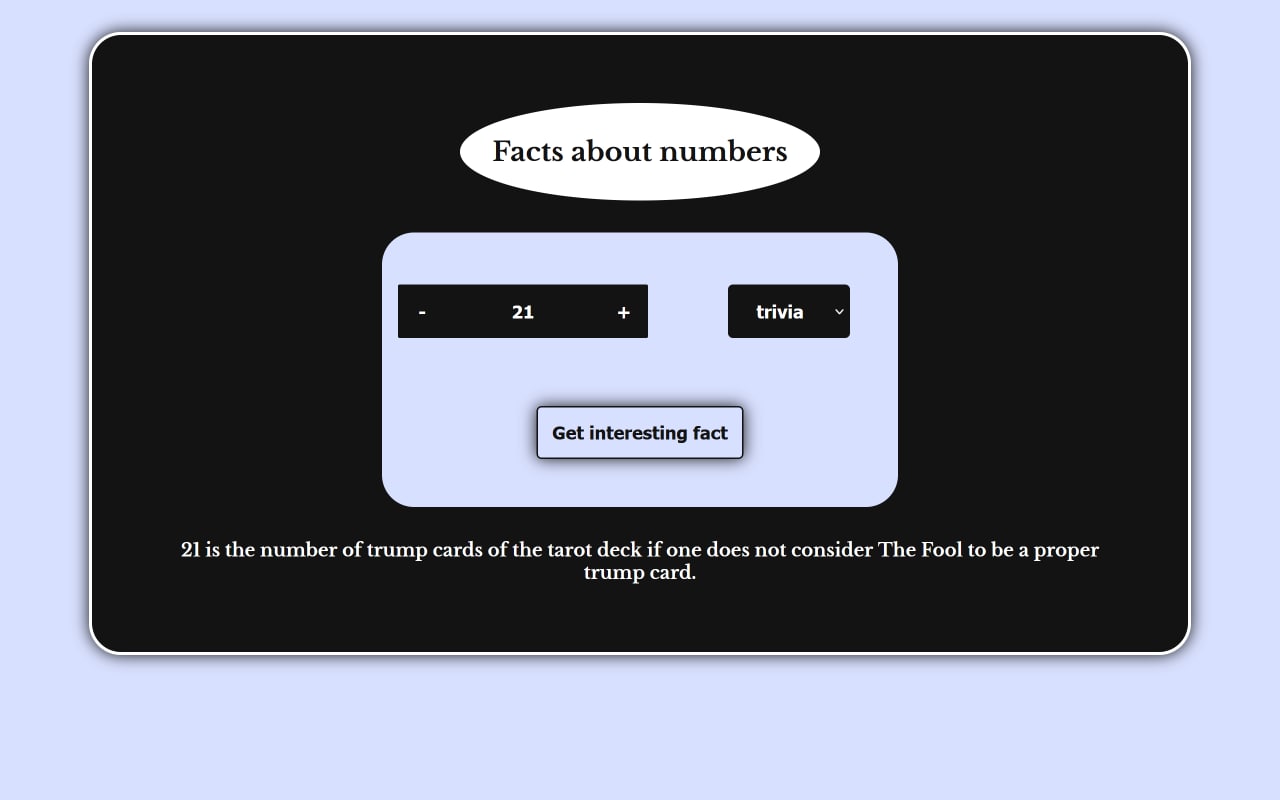 Facts about numbers
- 21 + trivia
Get interesting fact
21 is the number of trump cards of the tarot deck if one does not consider The Fool to be a proper
trump card.